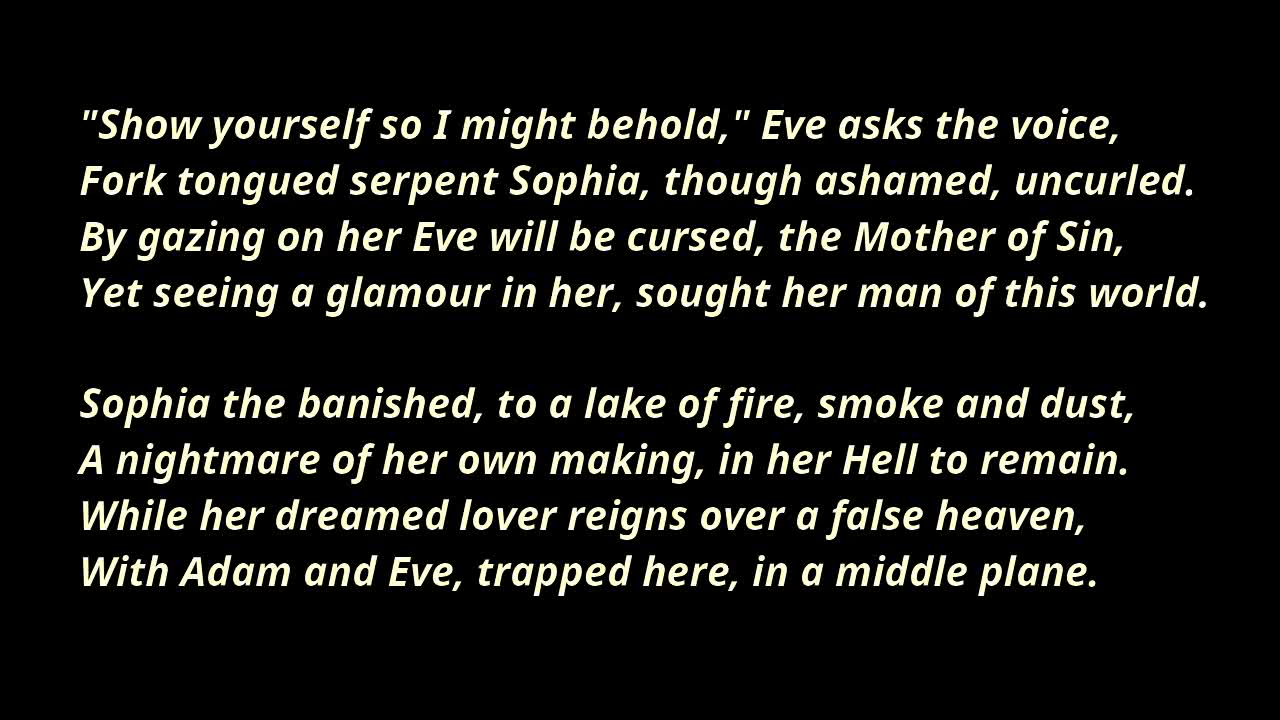 "Show yourself so I might behold," Eve asks the voice,
Fork tongued serpent Sophia, though ashamed, uncurled.
By gazing on her Eve will be cursed, the Mother of Sin,
Yet seeing a glamour in her, sought her man of this world.

Sophia the banished, to a lake of fire, smoke and dust,
A nightmare of her own making, in her Hell to remain.
While her dreamed lover reigns over a false heaven,
With Adam and Eve, trapped here, in a middle plane.